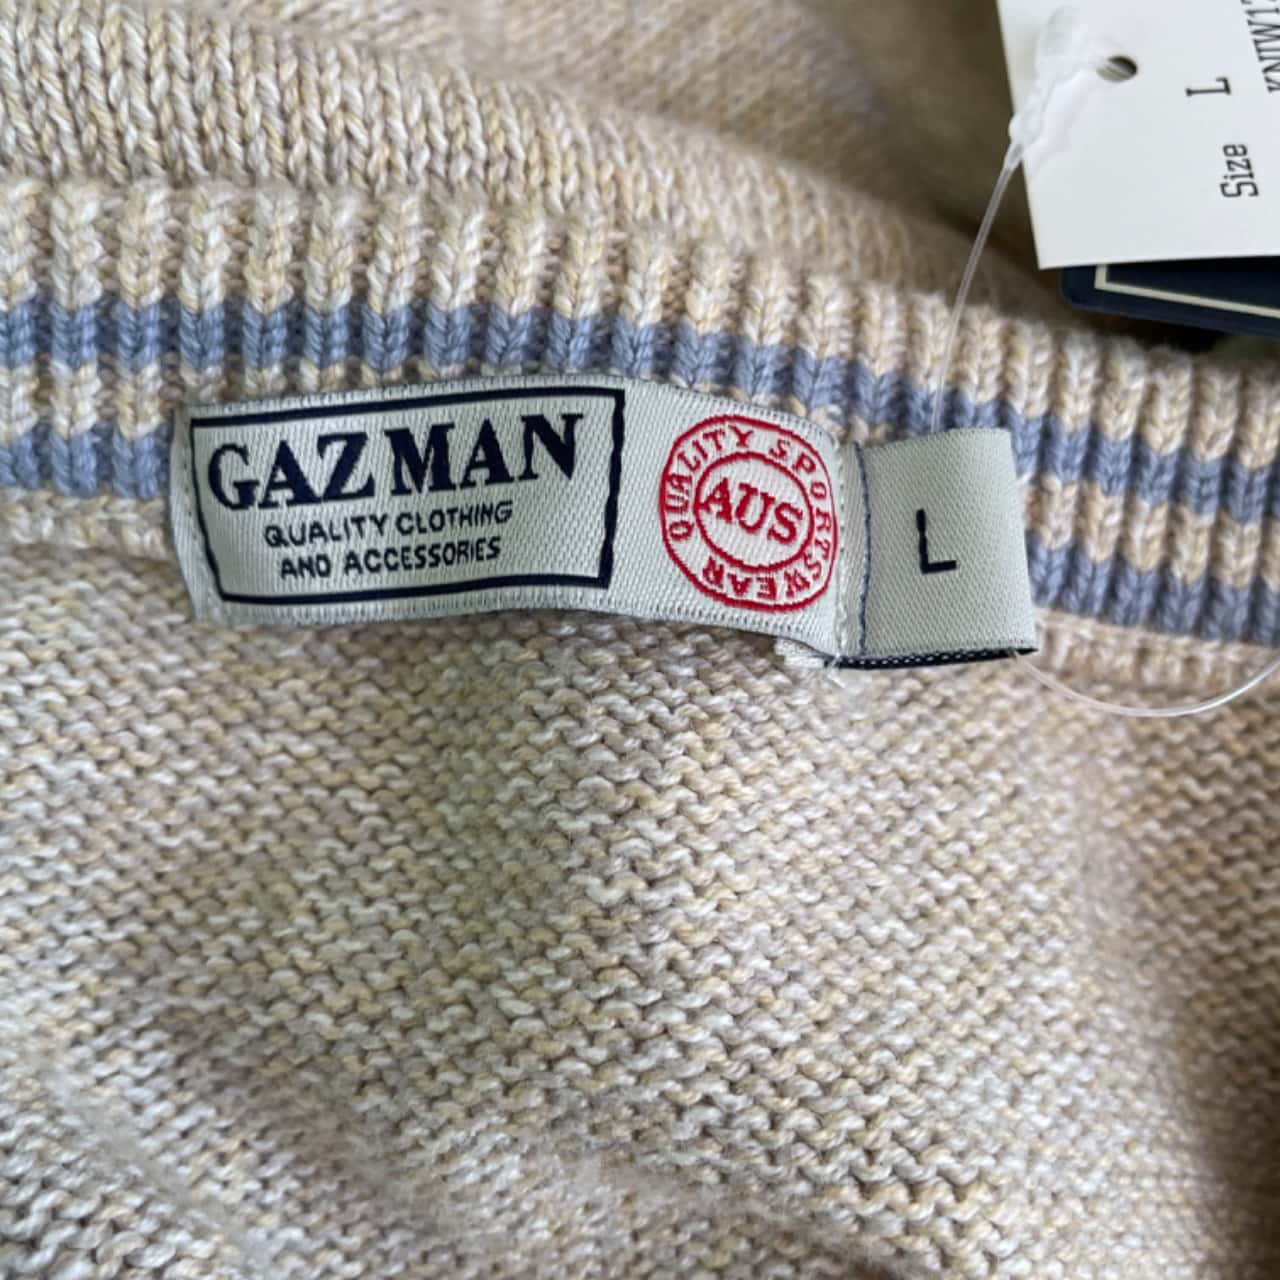 GAZMAN
QUALITY CLOTHING
AND ACCESSORIES
QUALITY SPORTSWEAR
AUS
L
Size L